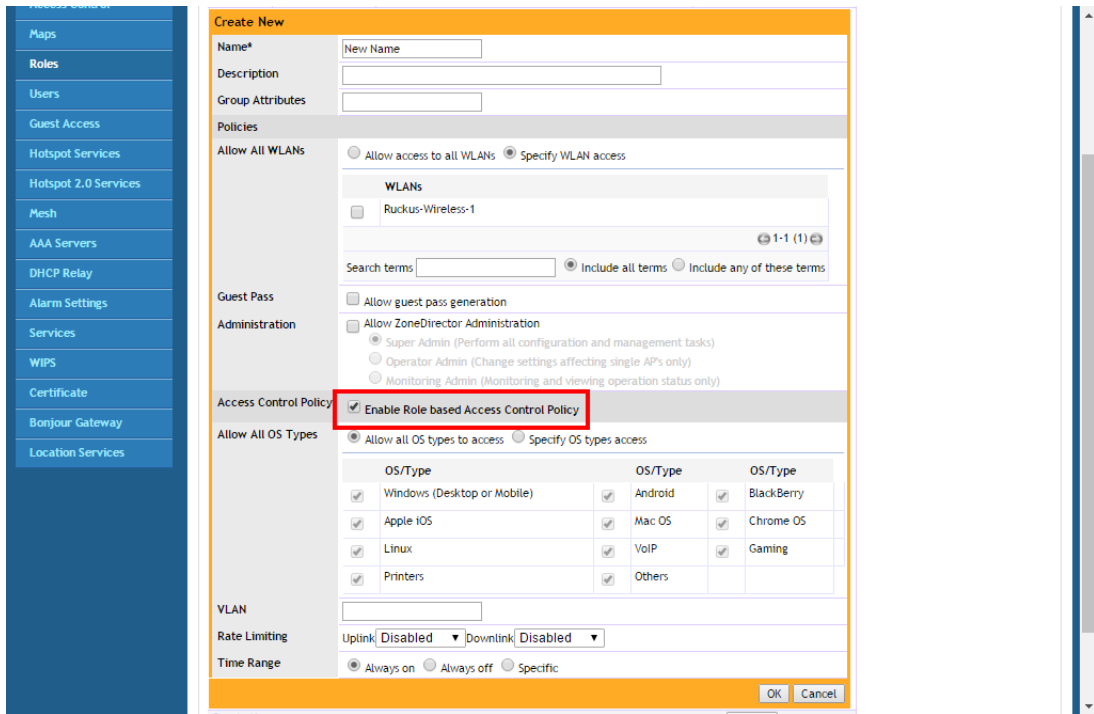 Access Control
Maps
Roles
Users
Guest Access
Hotspot Services
Hotspot 2.0 Services
Mesh
AAA Servers
DHCP Relay
Alarm Settings
Services
WIPS
Certificate
Bonjour Gateway
Location Services
Create New
Name* New Name
Description
Group Attributes
Policies
Allow All WLANs Allow access to all WLANs Specify WLAN access
WLANs
Ruckus-Wireless-1
1-1 (1)
Search terms Include all terms Include any of these terms
Guest Pass Allow guest pass generation
Administration Allow ZoneDirector Administration
Super Admin (Perform all configuration and management tasks)
Operator Admin (Change settings affecting single AP's only)
Monitoring Admin (Monitoring and viewing operation status only)
Access Control Policy Enable Role based Access Control Policy
Allow All OS Types Allow all OS types to access Specify OS types access
OS/Type OS/Type OS/Type
Windows (Desktop or Mobile) Android BlackBerry
Apple iOS Mac OS Chrome OS
Linux VoIP Gaming
Printers Others
VLAN
Rate Limiting Uplink Disabled Downlink Disabled
Time Range Always on Always off Specific
OK Cancel